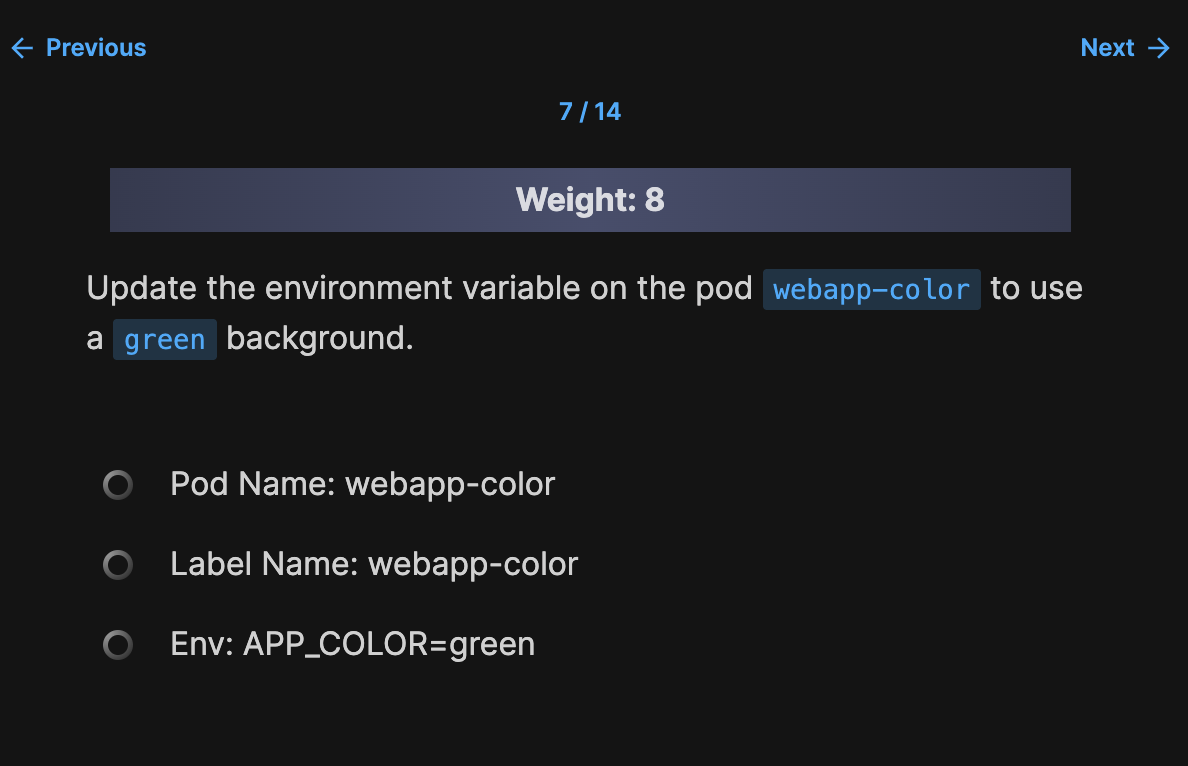 ← Previous
Next →
7 / 14
Weight: 8
Update the environment variable on the pod webapp-color to use
a green background.
Pod Name: webapp-color
Label Name: webapp-color
Env: APP_COLOR=green